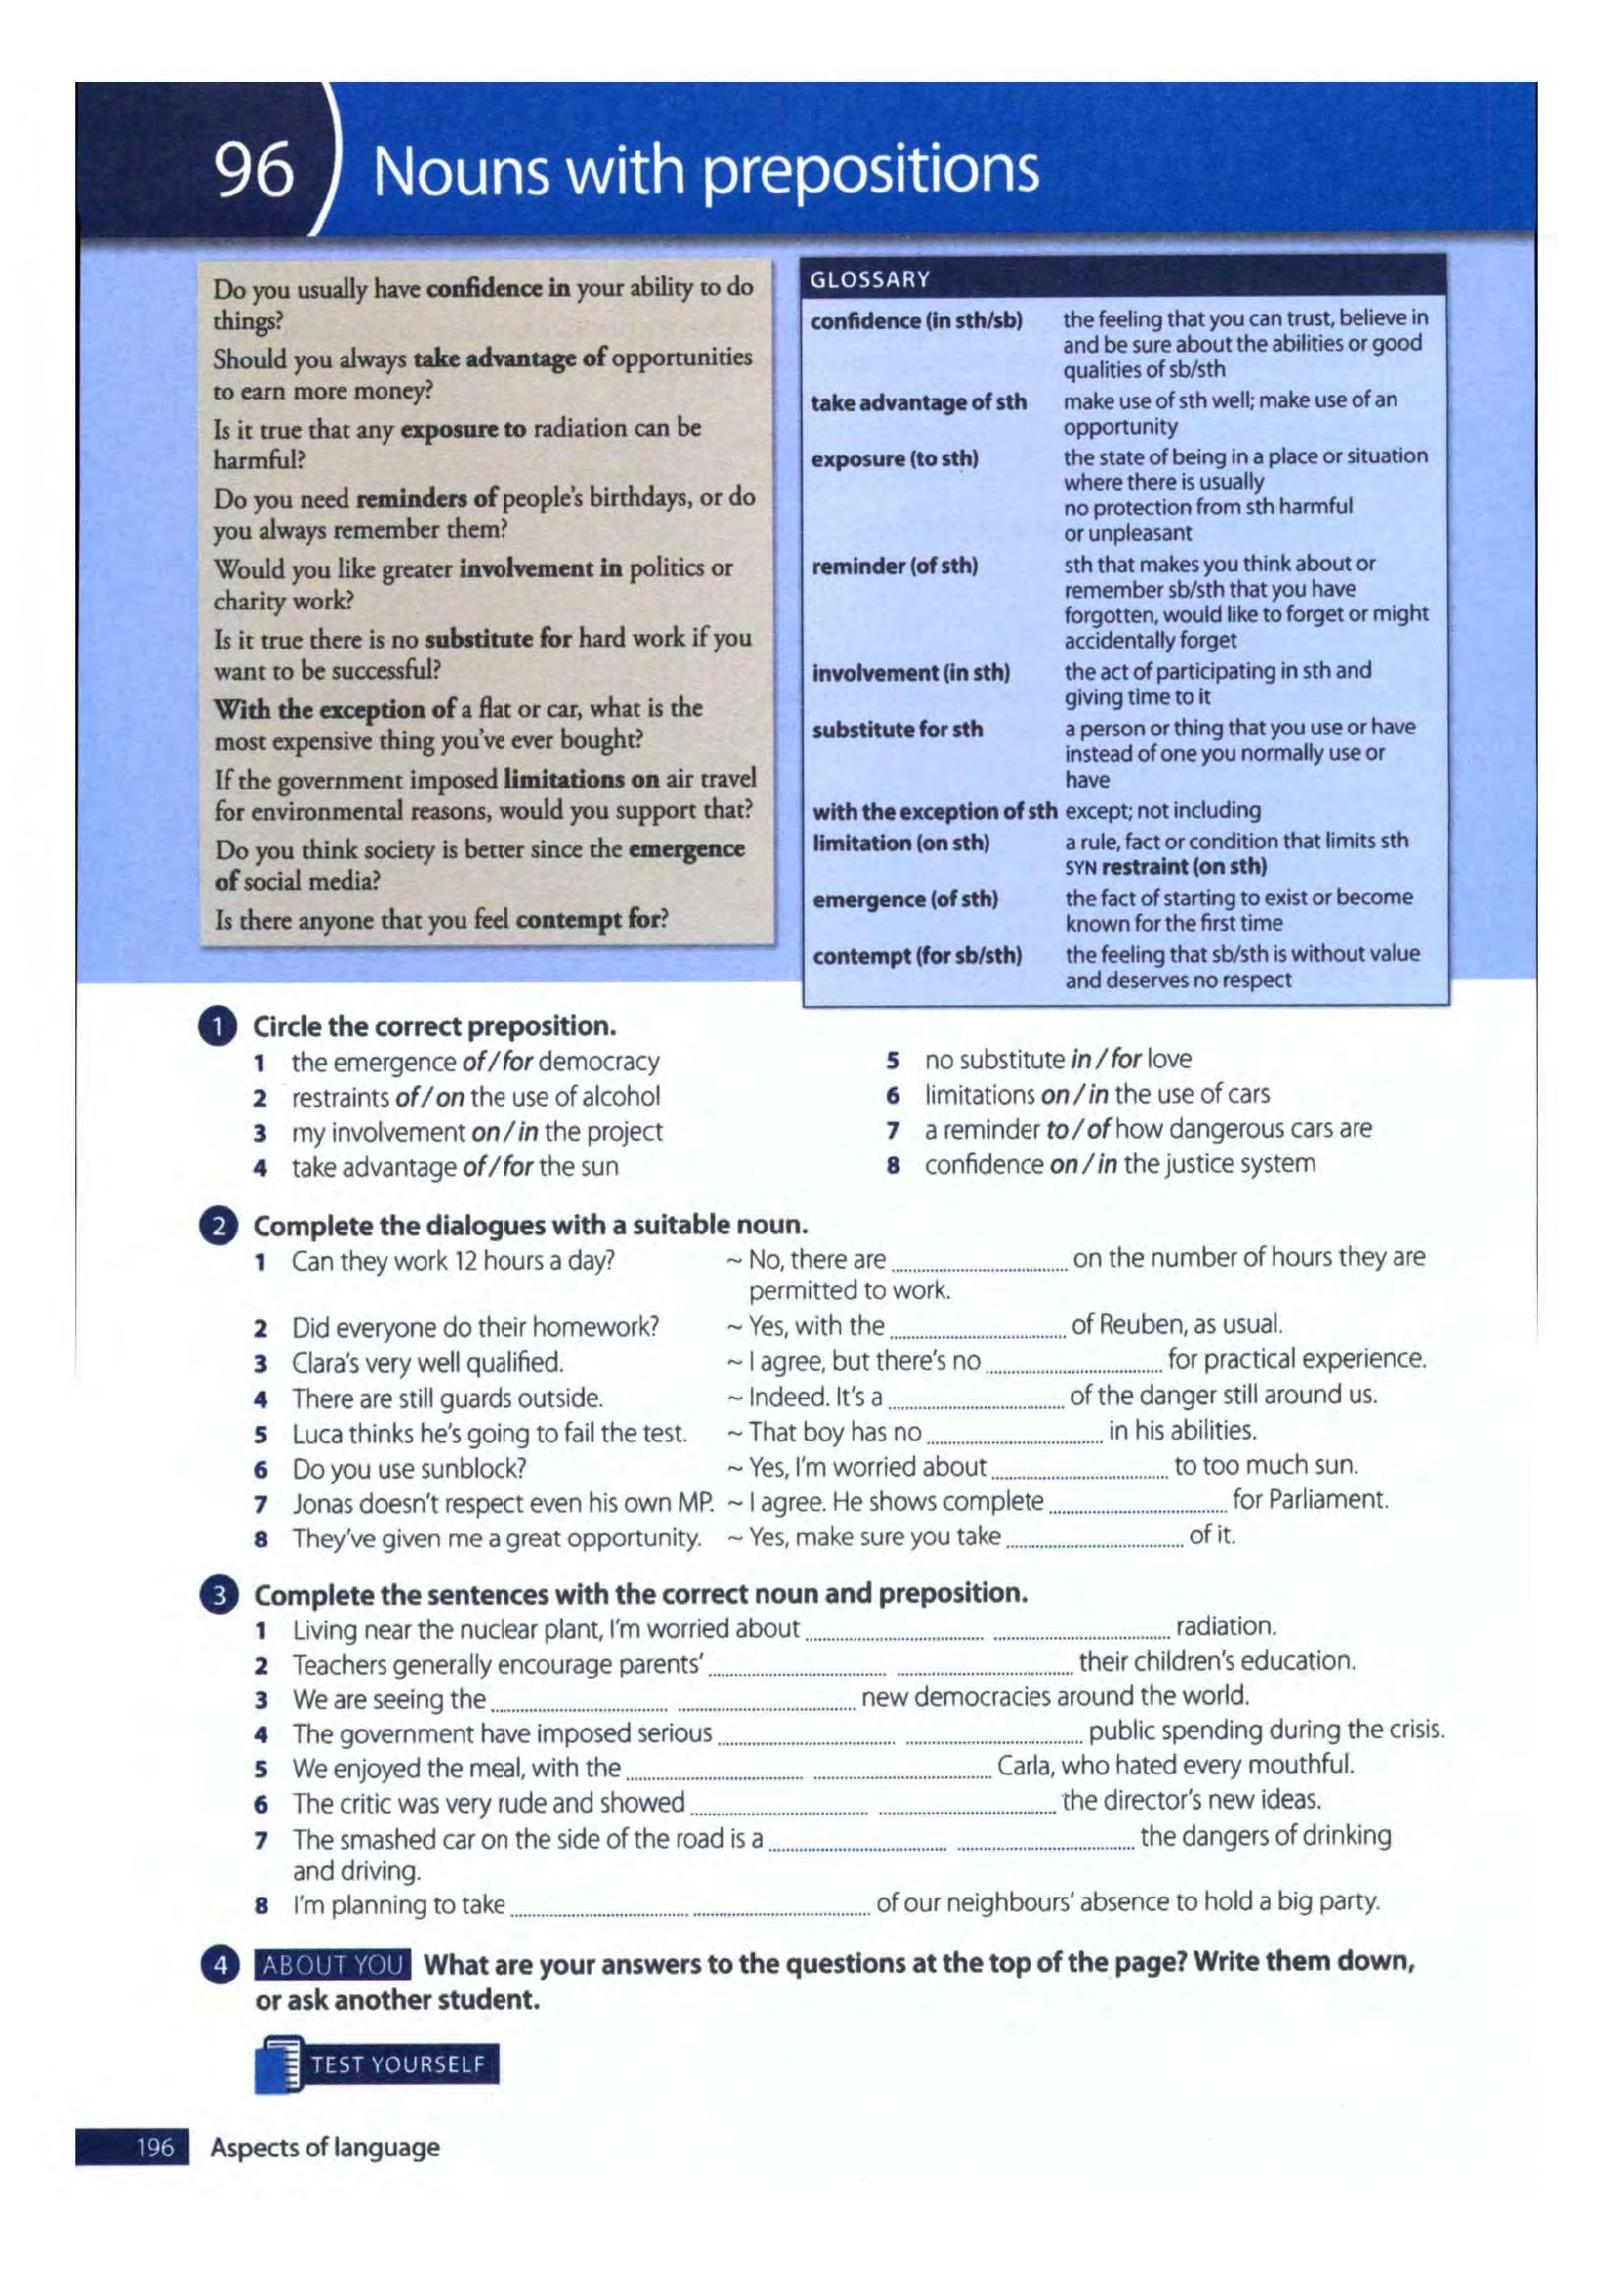 96
Nouns with prepositions
Do you usually have confidence in your ability to do
things?
Should you always take advantage of opportunities
to earn more money?
Is it true that any exposure to radiation can be
harmful?
Do you need reminders of people's birthdays, or do
you always remember them?
Would you like greater involvement in politics or
charity work?
Is it true there is no substitute for hard work if you
want to be successful?
With the exception of a flat or car, what is the
most expensive thing you've ever bought?
If the government imposed limitations on air travel
for environmental reasons, would you support that?
Do you think society is better since the emergence
of social media?
Is there anyone that you feel contempt for?
GLOSSARY
confidence (in sth/sb) the feeling that you can trust, believe in
and be sure about the abilities or good
qualities of sb/sth
take advantage of sth make use of sth well; make use of an
opportunity
exposure (to sth) the state of being in a place or situation
where there is usually
no protection from sth harmful
or unpleasant
reminder (of sth) sth that makes you think about or
remember sb/sth that you have
forgotten, would like to forget or might
accidentally forget
involvement (in sth) the act of participating in sth and
giving time to it
substitute for sth a person or thing that you use or have
instead of one you normally use or
have
with the exception of sth except; not including
limitation (on sth) a rule, fact or condition that limits sth
SYN restraint (on sth)
emergence (of sth) the fact of starting to exist or become
known for the first time
contempt (for sb/sth) the feeling that sb/sth is without value
and deserves no respect
1 Circle the correct preposition.
1 the emergence of / for democracy
2 restraints of / on the use of alcohol
3 my involvement on / in the project
4 take advantage of / for the sun
5 no substitute in / for love
6 limitations on / in the use of cars
7 a reminder to / of how dangerous cars are
8 confidence on / in the justice system
2 Complete the dialogues with a suitable noun.
1 Can they work 12 hours a day? ~ No, there are .................... on the number of hours they are
permitted to work.
2 Did everyone do their homework? ~ Yes, with the .................... of Reuben, as usual.
3 Clara's very well qualified. ~ I agree, but there's no .................... for practical experience.
4 There are still guards outside. ~ Indeed. It's a .................... of the danger still around us.
5 Luca thinks he's going to fail the test. ~ That boy has no .................... in his abilities.
6 Do you use sunblock? ~ Yes, I'm worried about .................... to too much sun.
7 Jonas doesn't respect even his own MP. ~ I agree. He shows complete .................... for Parliament.
8 They've given me a great opportunity. ~ Yes, make sure you take .................... of it.
3 Complete the sentences with the correct noun and preposition.
1 Living near the nuclear plant, I'm worried about .................... .................... radiation.
2 Teachers generally encourage parents' .................... .................... their children's education.
3 We are seeing the .................... .................... new democracies around the world.
4 The government have imposed serious .................... .................... public spending during the crisis.
5 We enjoyed the meal, with the .................... .................... Carla, who hated every mouthful.
6 The critic was very rude and showed .................... .................... the director's new ideas.
7 The smashed car on the side of the road is a .................... .................... the dangers of drinking
and driving.
8 I'm planning to take .................... .................... of our neighbours' absence to hold a big party.
4 ABOUT YOU What are your answers to the questions at the top of the page? Write them down,
or ask another student.
TEST YOURSELF
196 Aspects of language